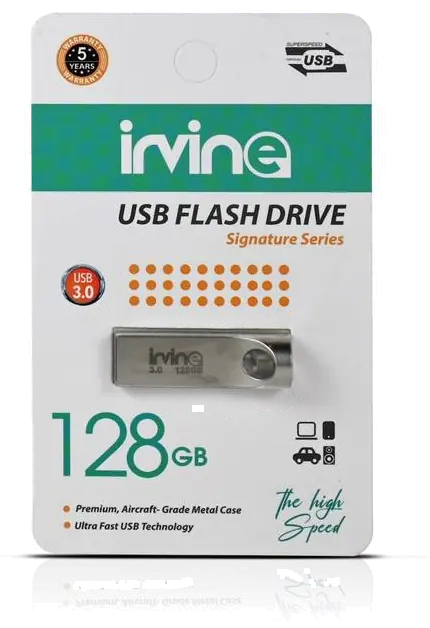 WARRANTY
5
YEARS
WARRANTY
SUPERSPEED
USB
irvine
USB FLASH DRIVE
Signature Series
USB
3.0
irvine
3.0 128GB
128GB
Premium, Aircraft- Grade Metal Case
Ultra Fast USB Technology
The high
Speed